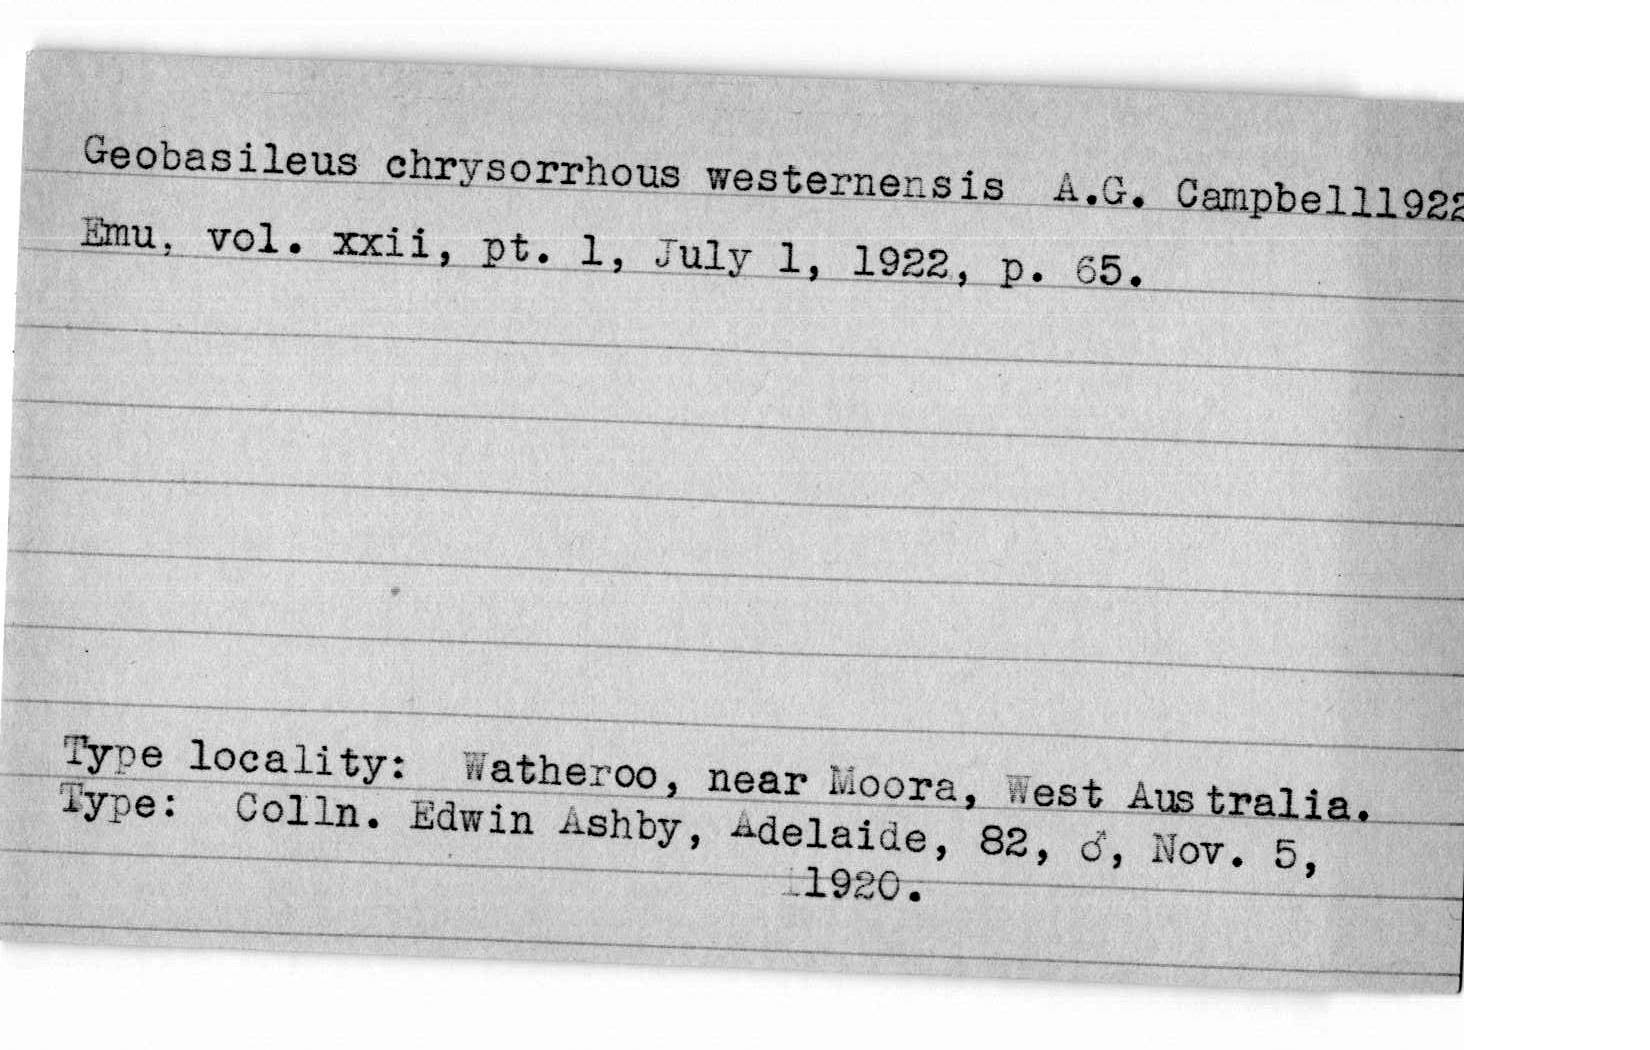 Geobasileus chrysorrhous westernensis A.G. Campbell1922
Emu, vol. xxii, pt. 1, July 1, 1922, p. 65.
Type locality: Watheroo, near Moora, West Australia.
Type: Colln. Edwin Ashby, Adelaide, 82, ♂, Nov. 5,
1920.